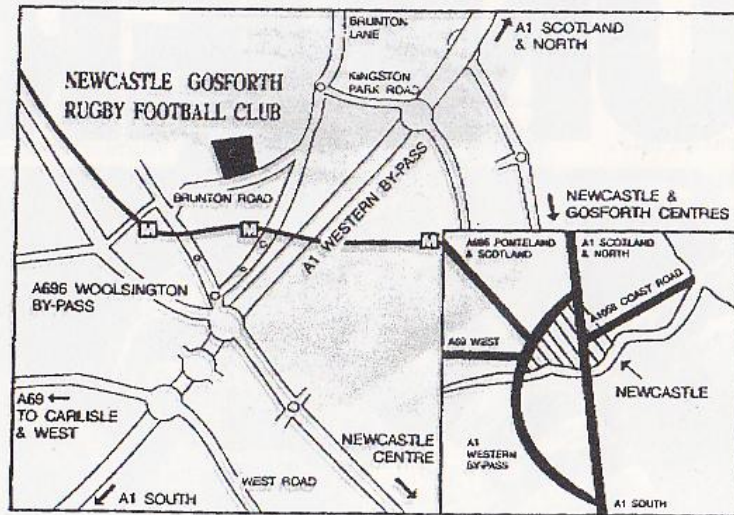 BRUNTON
LANE
A1 SCOTLAND
& NORTH
NEWCASTLE GOSFORTH
RUGBY FOOTBALL CLUB
KINGSTON
PARK ROAD
BRUNTON ROAD
A1 WESTERN BY-PASS
NEWCASTLE &
GOSFORTH CENTRES
M
M
M
A696 WOOLSINGTON
BY-PASS
A69
TO CARLISLE
& WEST
NEWCASTLE
CENTRE
WEST ROAD
A1 SOUTH
A696 PONTELAND
& SCOTLAND
A1 SCOTLAND
& NORTH
A1058 COAST ROAD
A69 WEST
NEWCASTLE
A1
WESTERN
BY-PASS
A1 SOUTH